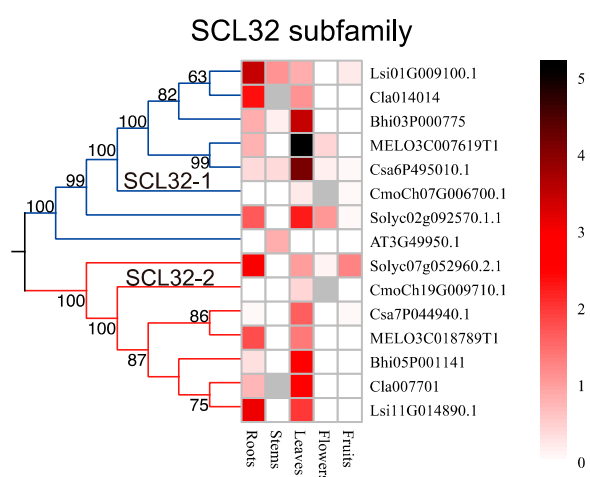 SCL32 subfamily
63
82
100
100
99
99
100
SCL32-1
SCL32-2
100
100
86
87
75
Lsi01G009100.1
Cla014014
Bhi03P000775
MELO3C007619T1
Csa6P495010.1
CmoCh07G006700.1
Solyc02g092570.1.1
AT3G49950.1
Solyc07g052960.2.1
CmoCh19G009710.1
Csa7P044940.1
MELO3C018789T1
Bhi05P001141
Cla007701
Lsi11G014890.1
Roots
Stems
Leaves
Flowers
Fruits
5
4
3
2
1
0